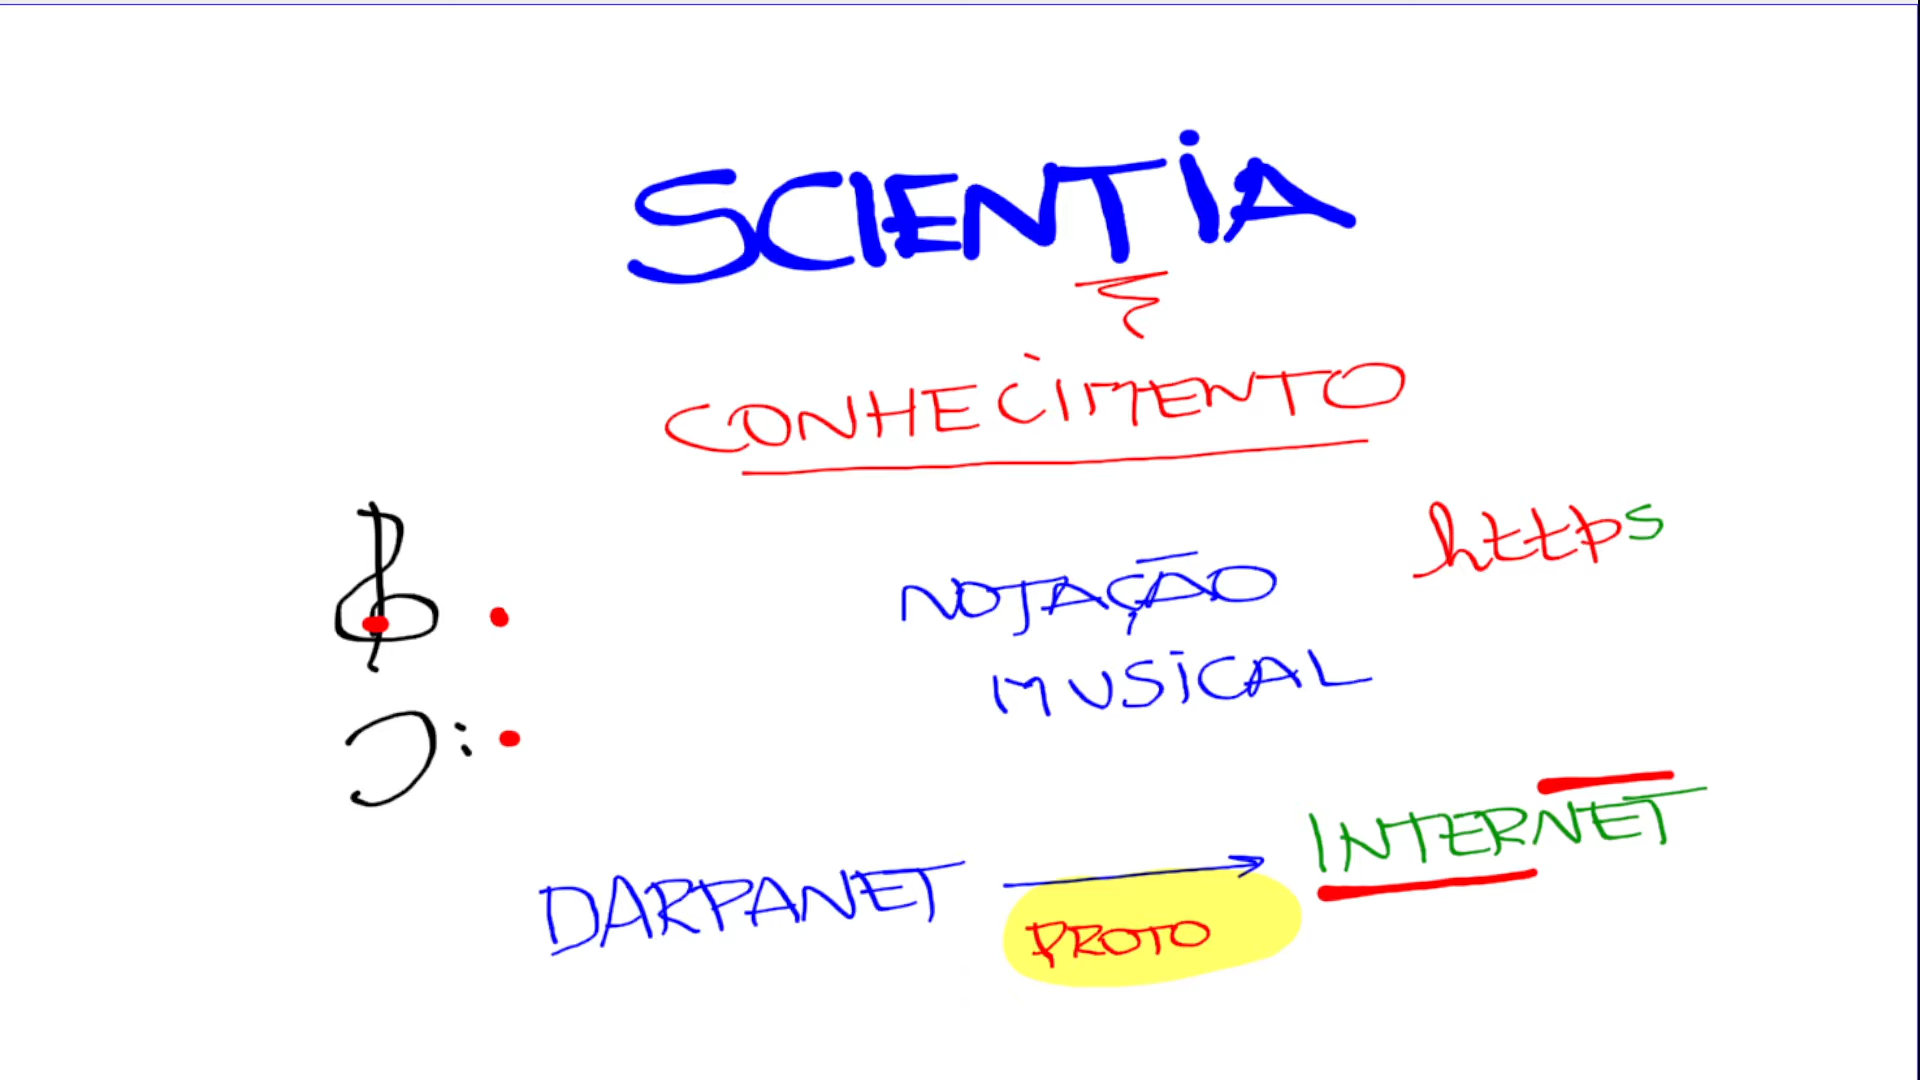 SCIENTIA
CONHECIMENTO
https
NOTAÇÃO
MUSICAL
INTERNET
DARPANET
PROTO